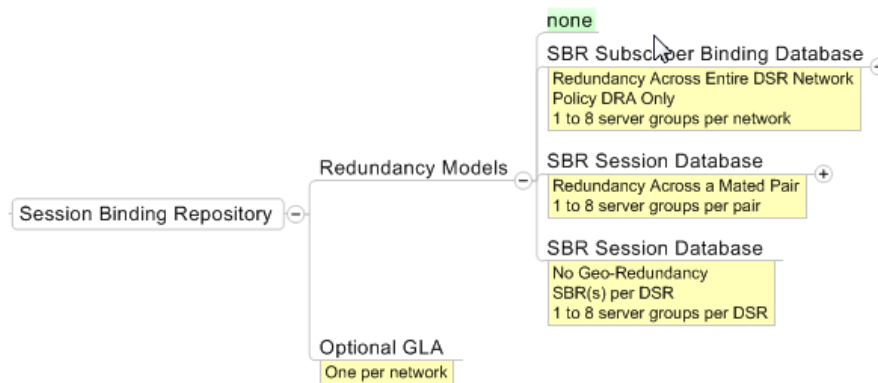 none
SBR Subscriber Binding Database
Redundancy Across Entire DSR Network
Policy DRA Only
1 to 8 server groups per network
SBR Session Database
Redundancy Models
Redundancy Across a Mated Pair
1 to 8 server groups per pair
Session Binding Repository
SBR Session Database
No Geo-Redundancy
SBR(s) per DSR
1 to 8 server groups per DSR
Optional GLA
One per network